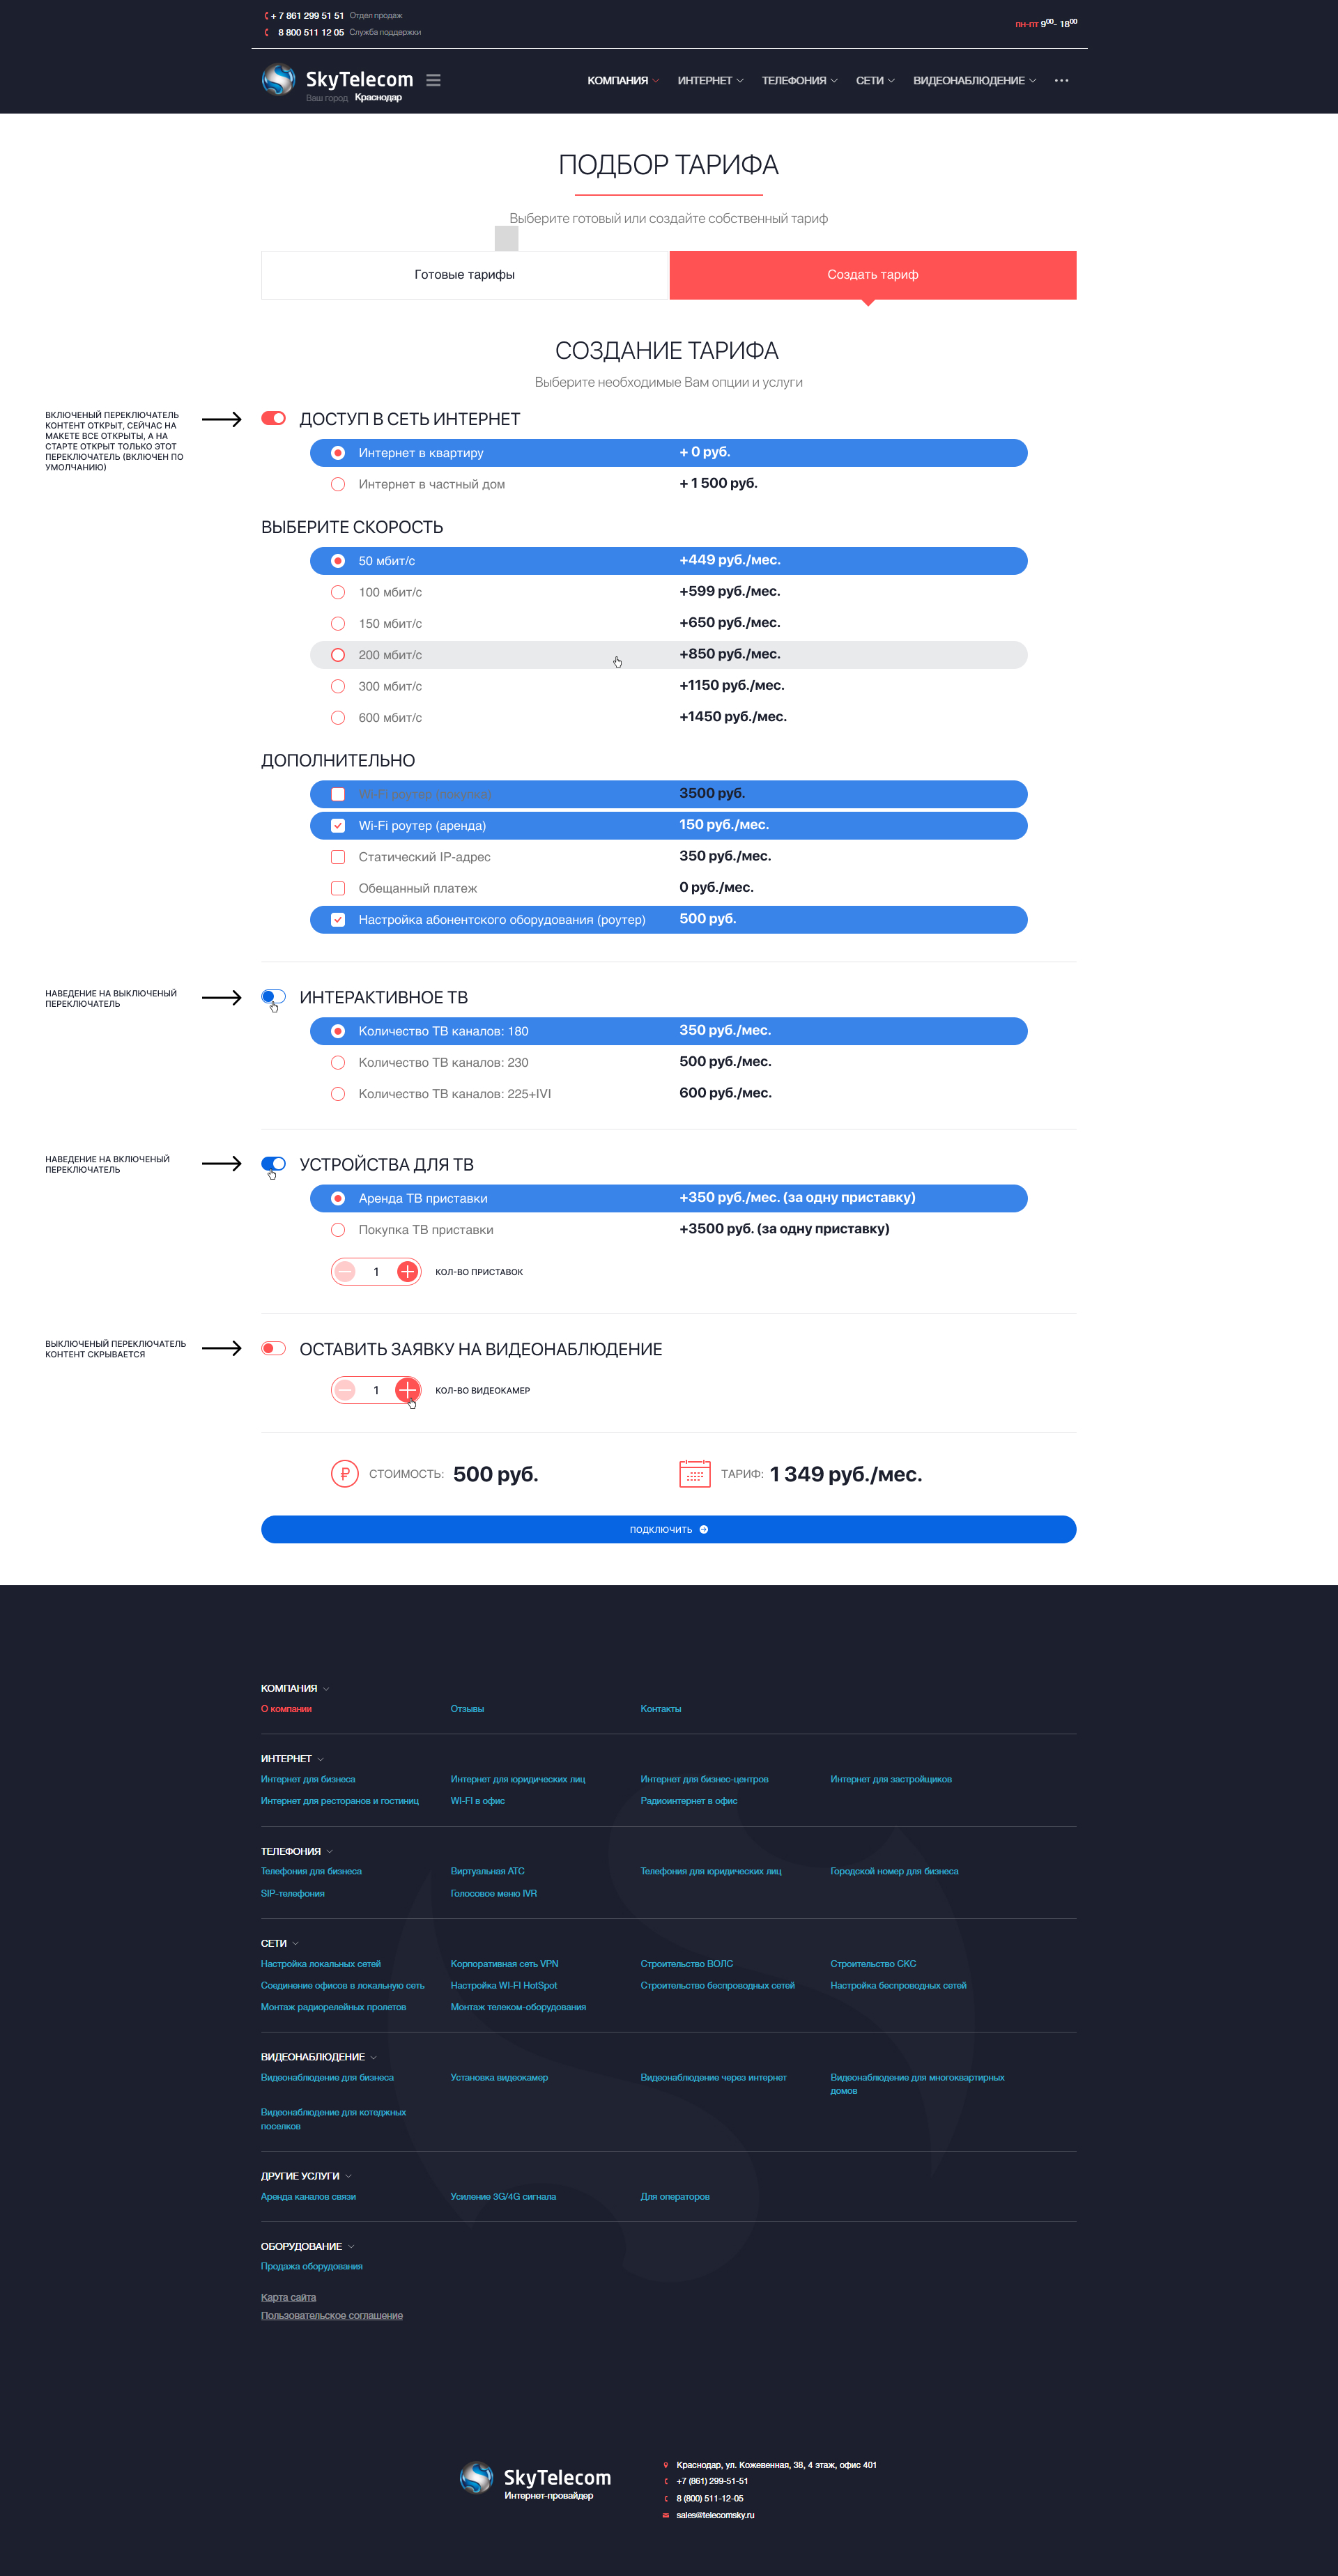 + 7 861 299 51 51 Отдел продаж
8 800 511 12 05 Служба поддержки
пн-пт 9⁰⁰- 18⁰⁰
SkyTelecom
Ваш город Краснодар
КОМПАНИЯ ИНТЕРНЕТ ТЕЛЕФОНИЯ СЕТИ ВИДЕОНАБЛЮДЕНИЕ
ПОДБОР ТАРИФА
Выберите готовый или создайте собственный тариф
Готовые тарифы Создать тариф
СОЗДАНИЕ ТАРИФА
Выберите необходимые Вам опции и услуги
ВКЛЮЧЕНЫЙ ПЕРЕКЛЮЧАТЕЛЬ
КОНТЕНТ ОТКРЫТ, СЕЙЧАС НА
МАКЕТЕ ВСЕ ОТКРЫТЫ, А НА
СТАРТЕ ОТКРЫТ ТОЛЬКО ЭТОТ
ПЕРЕКЛЮЧАТЕЛЬ (ВКЛЮЧЕН ПО
УМОЛЧАНИЮ)
ДОСТУП В СЕТЬ ИНТЕРНЕТ
Интернет в квартиру + 0 руб.
Интернет в частный дом + 1 500 руб.
ВЫБЕРИТЕ СКОРОСТЬ
50 мбит/с +449 руб./мес.
100 мбит/с +599 руб./мес.
150 мбит/с +650 руб./мес.
200 мбит/с +850 руб./мес.
300 мбит/с +1150 руб./мес.
600 мбит/с +1450 руб./мес.
ДОПОЛНИТЕЛЬНО
Wi-Fi роутер (покупка) 3500 руб.
Wi-Fi роутер (аренда) 150 руб./мес.
Статический IP-адрес 350 руб./мес.
Обещанный платеж 0 руб./мес.
Настройка абонентского оборудования (роутер) 500 руб.
НАВЕДЕНИЕ НА ВЫКЛЮЧЕНЫЙ
ПЕРЕКЛЮЧАТЕЛЬ
ИНТЕРАКТИВНОЕ ТВ
Количество ТВ каналов: 180 350 руб./мес.
Количество ТВ каналов: 230 500 руб./мес.
Количество ТВ каналов: 225+IVI 600 руб./мес.
НАВЕДЕНИЕ НА ВКЛЮЧЕНЫЙ
ПЕРЕКЛЮЧАТЕЛЬ
УСТРОЙСТВА ДЛЯ ТВ
Аренда ТВ приставки +350 руб./мес. (за одну приставку)
Покупка ТВ приставки +3500 руб. (за одну приставку)
1 КОЛ-ВО ПРИСТАВОК
ВЫКЛЮЧЕНЫЙ ПЕРЕКЛЮЧАТЕЛЬ
КОНТЕНТ СКРЫВАЕТСЯ
ОСТАВИТЬ ЗАЯВКУ НА ВИДЕОНАБЛЮДЕНИЕ
1 КОЛ-ВО ВИДЕОКАМЕР
СТОИМОСТЬ: 500 руб. ТАРИФ: 1 349 руб./мес.
ПОДКЛЮЧИТЬ
КОМПАНИЯ
О компании Отзывы Контакты
ИНТЕРНЕТ
Интернет для бизнеса Интернет для юридических лиц Интернет для бизнес-центров Интернет для застройщиков
Интернет для ресторанов и гостиниц WI-FI в офис Радиоинтернет в офис
ТЕЛЕФОНИЯ
Телефония для бизнеса Виртуальная АТС Телефония для юридических лиц Городской номер для бизнеса
SIP-телефония Голосовое меню IVR
СЕТИ
Настройка локальных сетей Корпоративная сеть VPN Строительство ВОЛС Строительство СКС
Соединение офисов в локальную сеть Настройка WI-FI HotSpot Строительство беспроводных сетей Настройка беспроводных сетей
Монтаж радиорелейных пролетов Монтаж телеком-оборудования
ВИДЕОНАБЛЮДЕНИЕ
Видеонаблюдение для бизнеса Установка видеокамер Видеонаблюдение через интернет Видеонаблюдение для многоквартирных
домов
Видеонаблюдение для котеджных
поселков
ДРУГИЕ УСЛУГИ
Аренда каналов связи Усиление 3G/4G сигнала Для операторов
ОБОРУДОВАНИЕ
Продажа оборудования
Карта сайта
Пользовательское соглашение
SkyTelecom
Интернет-провайдер
Краснодар, ул. Кожевенная, 38, 4 этаж, офис 401
+7 (861) 299-51-51
8 (800) 511-12-05
sales@telecomsky.ru